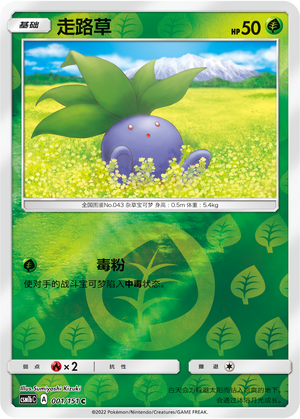 基础
走路草
HP50
全国图鉴No.043 杂草宝可梦 身高：0.5m 体重：5.4kg
毒粉
使对手的战斗宝可梦陷入中毒状态。
弱点 ×2 抗性 撤退
Illus. Sumiyoshi Kizuki
csm1bC A 001/151 C
©2022 Pokémon/Nintendo/Creatures/GAME FREAK.